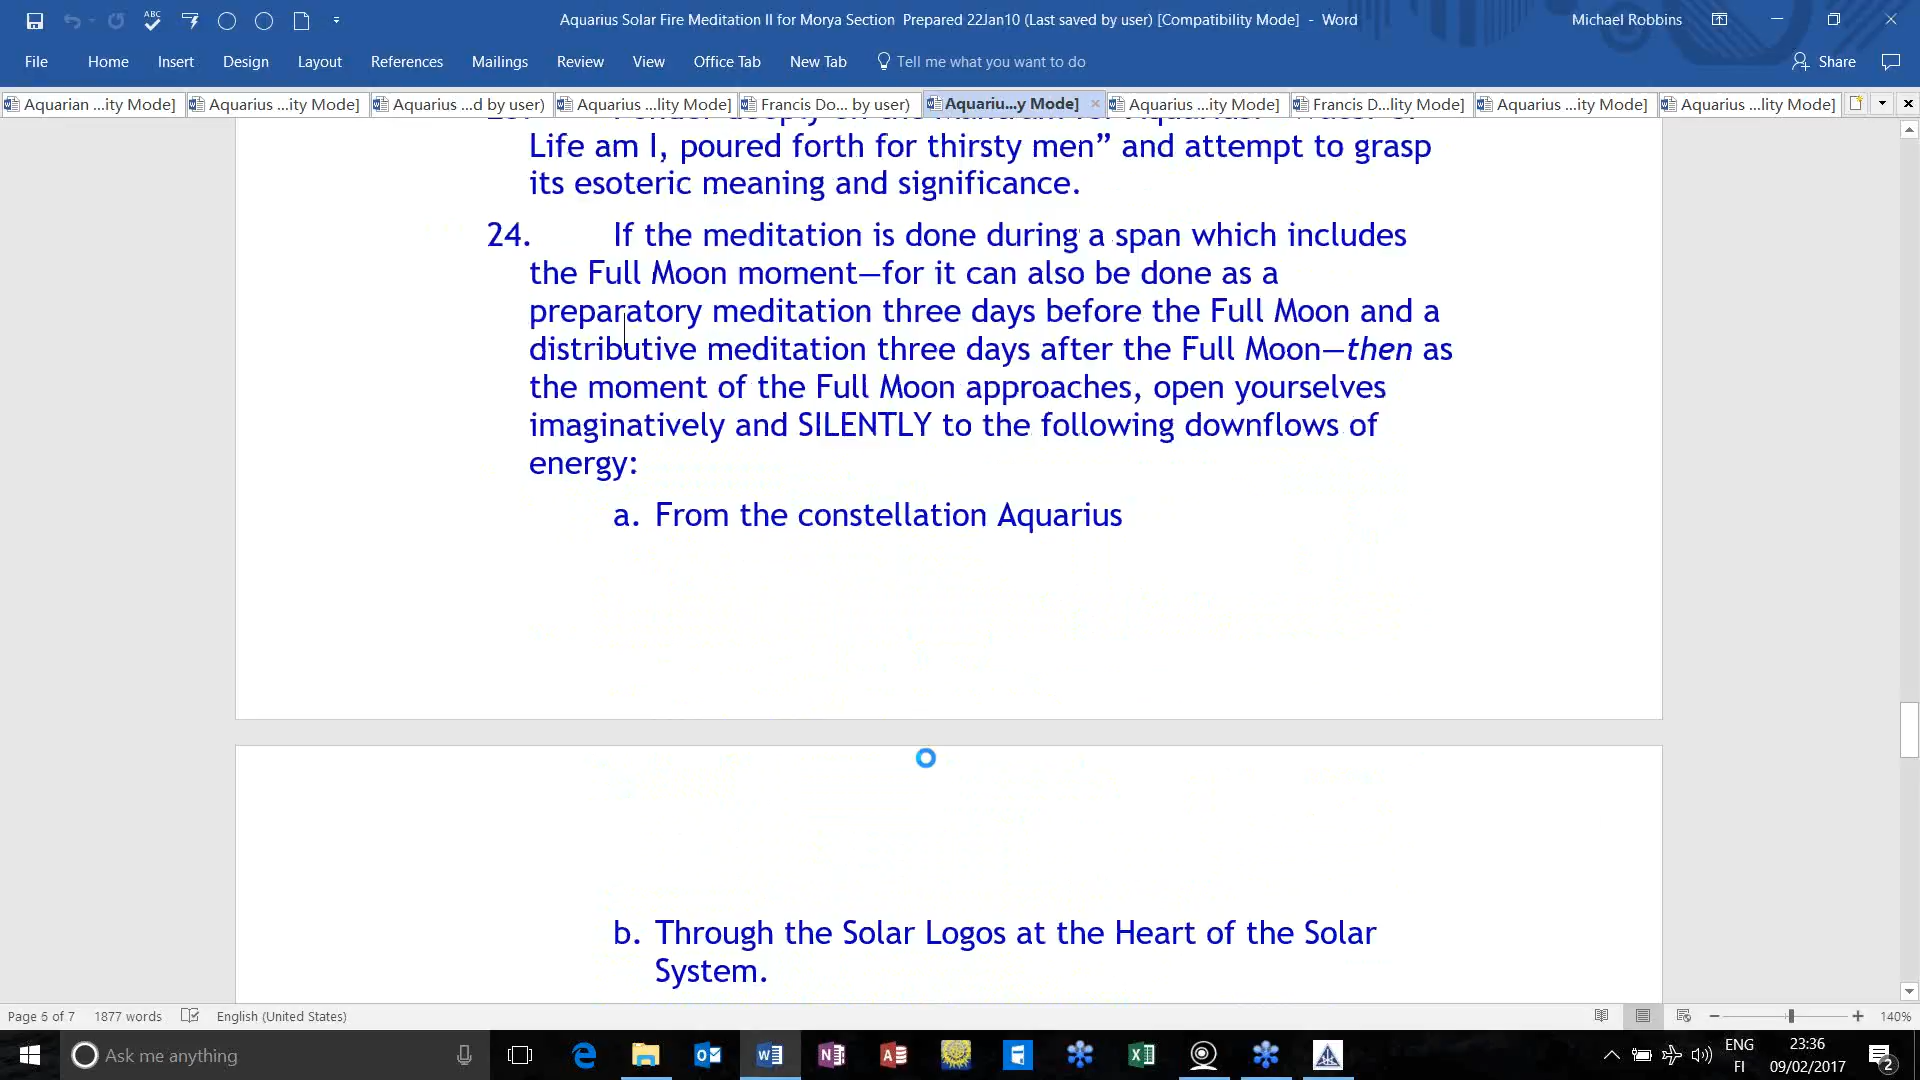 Aquarius Solar Fire Meditation II for Morya Section  Prepared 22Jan10 (Last saved by user) [Compatibility Mode]  -  Word
Michael Robbins
File Home Insert Design Layout References Mailings Review View Office Tab New Tab Tell me what you want to do Share
Aquarian ...ity Mode] Aquarius ...ity Mode] Aquarius ...d by user) Aquarius ...lity Mode] Francis Do... by user) Aquariu...y Mode] Aquarius ...ity Mode] Francis D...lity Mode] Aquarius ...ity Mode] Aquarius ...lity Mode]
Life am I, poured forth for thirsty men” and attempt to grasp
its esoteric meaning and significance.
24. If the meditation is done during a span which includes
the Full Moon moment—for it can also be done as a
preparatory meditation three days before the Full Moon and a
distributive meditation three days after the Full Moon—then as
the moment of the Full Moon approaches, open yourselves
imaginatively and SILENTLY to the following downflows of
energy:
a. From the constellation Aquarius
b. Through the Solar Logos at the Heart of the Solar
System.
Page 6 of 7 1877 words English (United States) 140%
Ask me anything
ENG 23:36
FI 09/02/2017 2